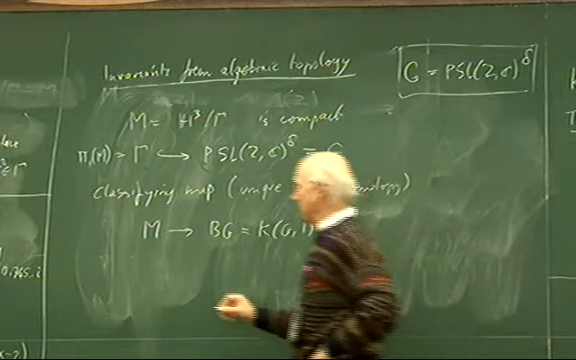 Invariants from algebraic topology
G = PSL(2,ℂ)^δ
M = ℍ³/Γ is compact
π₁(M) = Γ ↪ PSL(2,ℂ)^δ = G
Classifying map (unique
M → BG = K(G,1)